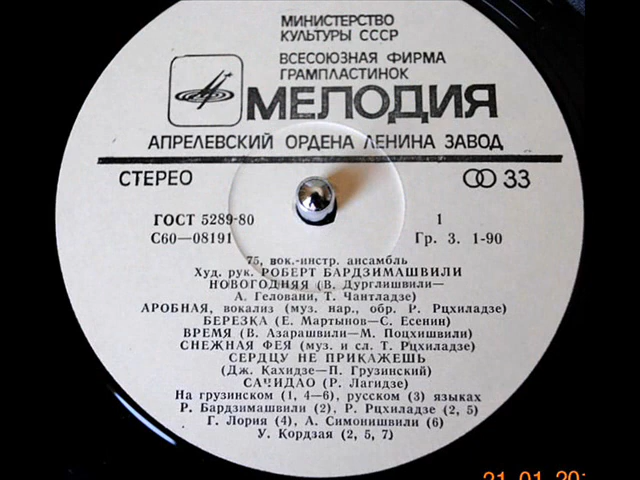 МИНИСТЕРСТВО
КУЛЬТУРЫ СССР
ВСЕСОЮЗНАЯ ФИРМА
ГРАМПЛАСТИНОК
МЕЛОДИЯ
АПРЕЛЕВСКИЙ ОРДЕНА ЛЕНИНА ЗАВОД
СТЕРЕО 33
ГОСТ 5289-80 1
С60—08191 Гр. 3. 1-90
75, вок.-инстр. ансамбль
Худ. рук. РОБЕРТ БАРДЗИМАШВИЛИ
НОВОГОДНЯЯ (В. Дурглишвили—
А. Геловани, Т. Чантладзе)
АРОБНАЯ, вокализ (муз. нар., обр. Р. Рцхиладзе)
БЕРЕЗКА (Е. Мартынов—С. Есенин)
ВРЕМЯ (В. Азарашвили—М. Поцхишвили)
СНЕЖНАЯ ФЕЯ (муз. и сл. Т. Рцхиладзе)
СЕРДЦУ НЕ ПРИКАЖЕШЬ
(Дж. Кахидзе—П. Грузинский)
САЧИДАО (Р. Лагидзе)
На грузинском (1, 4—6), русском (3) языках
Р. Бардзимашвили (2), Р. Рцхиладзе (2, 5)
Г. Лория (4), А. Симонишвили (6)
У. Кордзая (2, 5, 7)